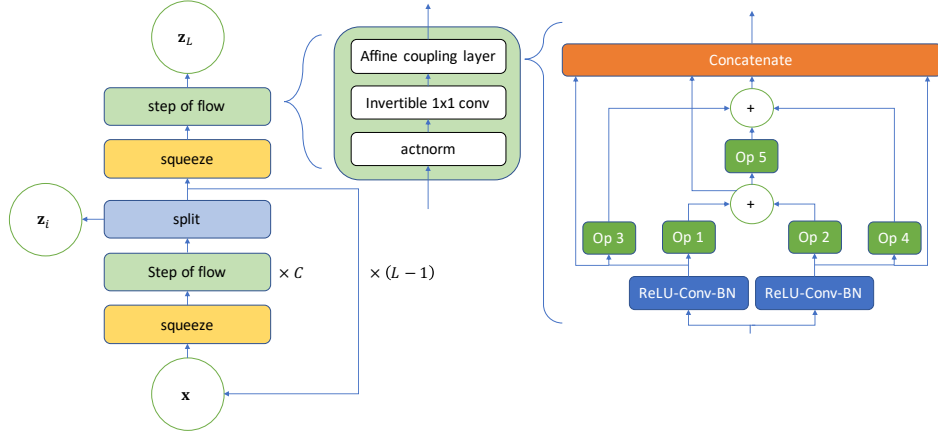 z_L
step of flow
squeeze
z_i
split
Step of flow
× C
× (L − 1)
squeeze
x
Affine coupling layer
Invertible 1x1 conv
actnorm
Concatenate
+
Op 5
+
Op 3
Op 1
Op 2
Op 4
ReLU-Conv-BN
ReLU-Conv-BN